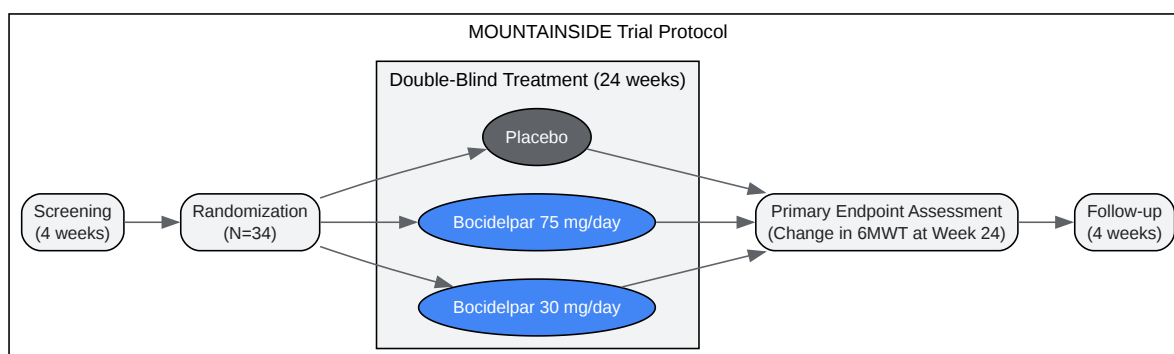 MOUNTAINSIDE Trial Protocol
Double-Blind Treatment (24 weeks)
Screening
(4 weeks)
Randomization
(N=34)
Placebo
Bocidelpar 75 mg/day
Bocidelpar 30 mg/day
Primary Endpoint Assessment
(Change in 6MWT at Week 24)
Follow-up
(4 weeks)